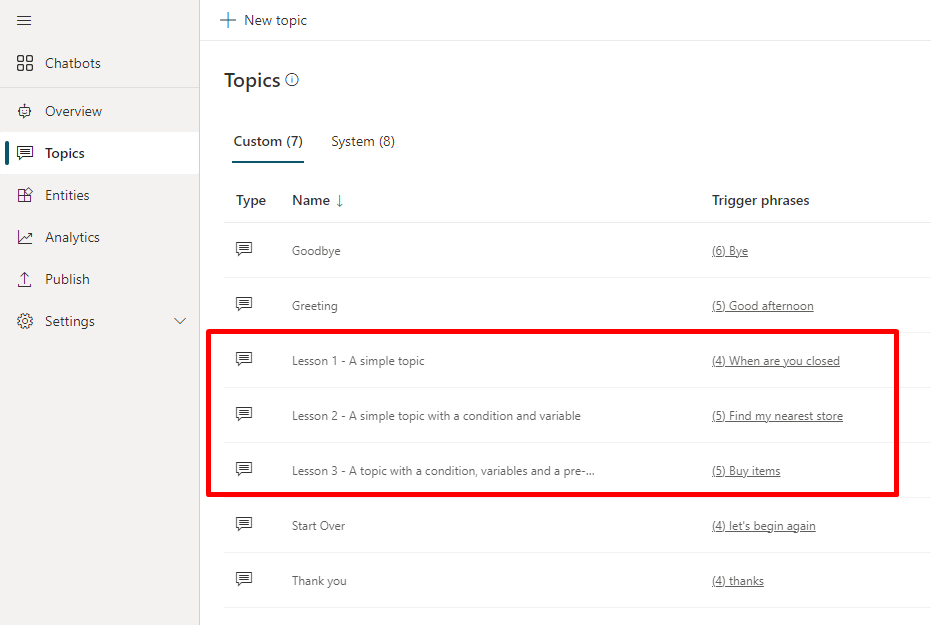 New topic
Chatbots
Overview
Topics
Entities
Analytics
Publish
Settings
Topics
Custom (7) System (8)
Type Name ↓ Trigger phrases
Goodbye (6) Bye
Greeting (5) Good afternoon
Lesson 1 - A simple topic (4) When are you closed
Lesson 2 - A simple topic with a condition and variable (5) Find my nearest store
Lesson 3 - A topic with a condition, variables and a pre-... (5) Buy items
Start Over (4) let's begin again
Thank you (4) thanks